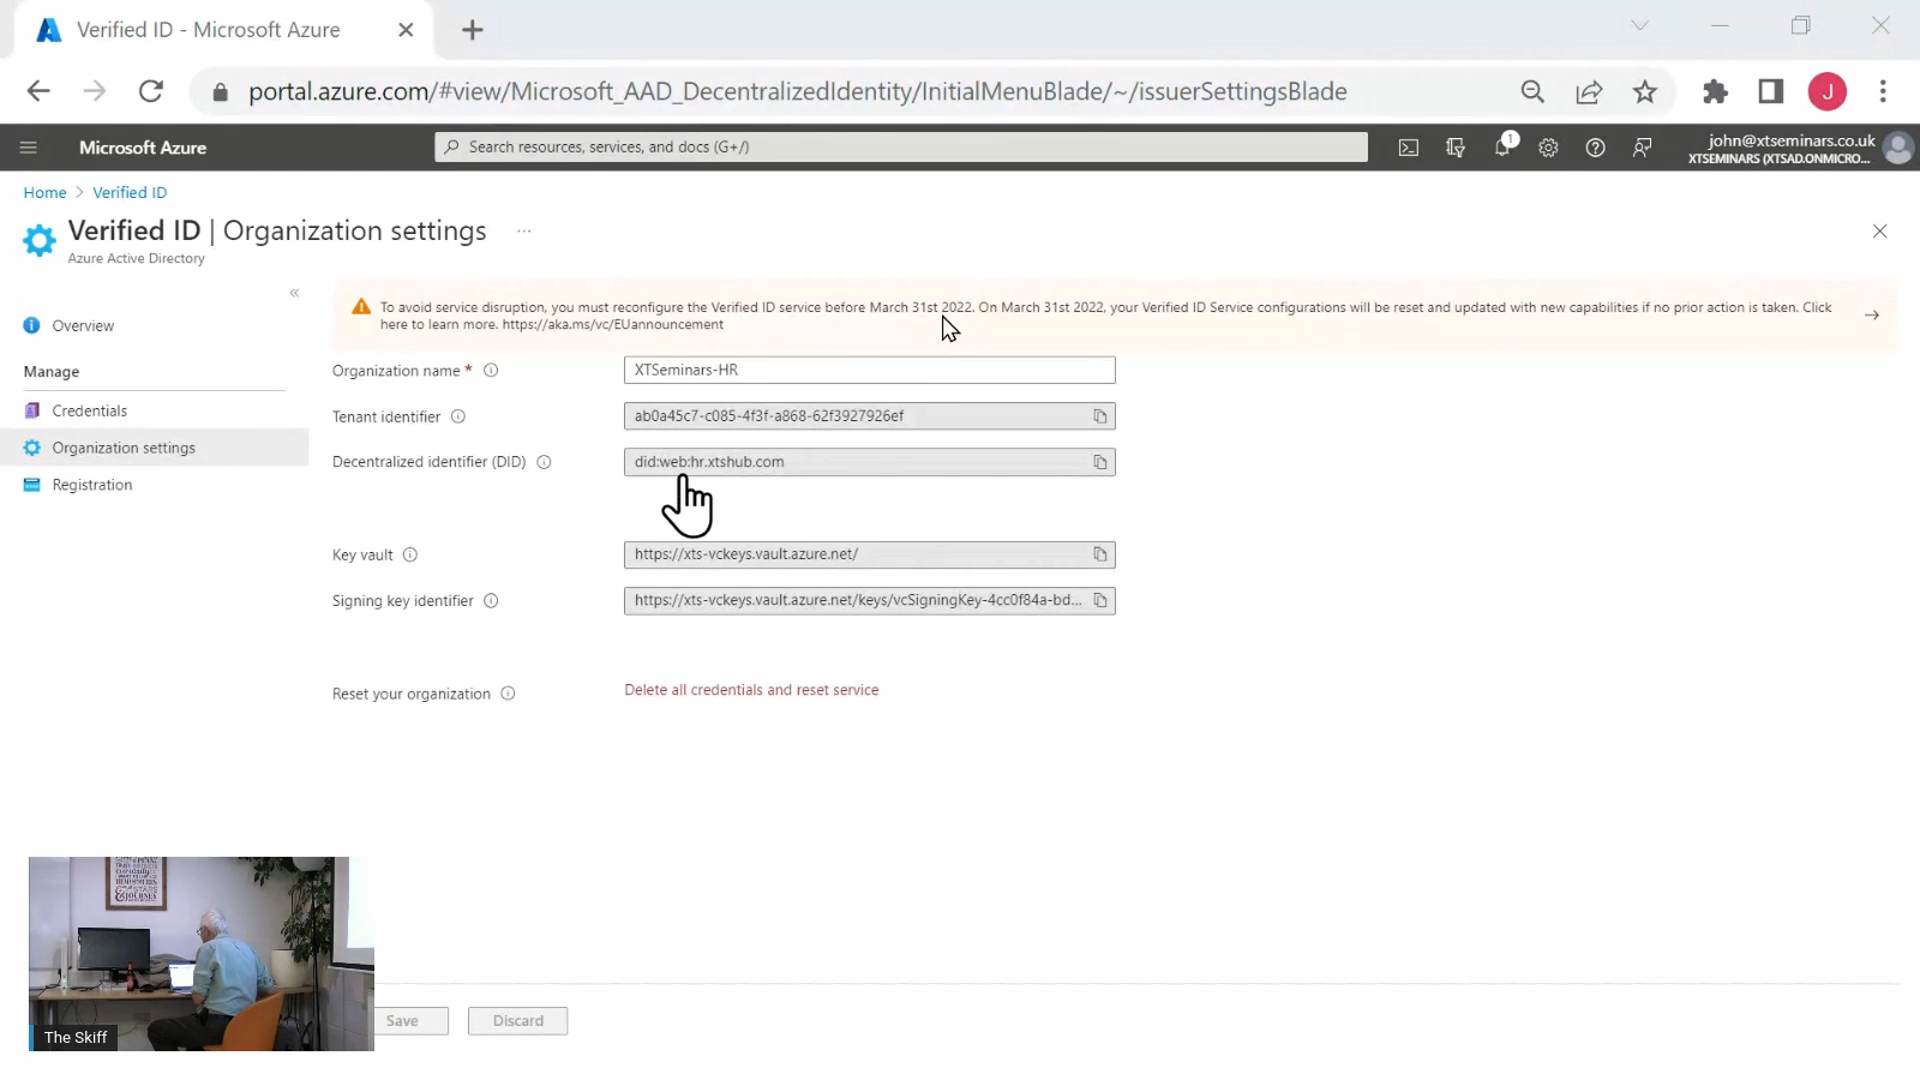 Verified ID - Microsoft Azure
portal.azure.com/#view/Microsoft_AAD_DecentralizedIdentity/InitialMenuBlade/~/issuerSettingsBlade
J
Microsoft Azure
Search resources, services, and docs (G+/)
1
john@xtseminars.co.uk
XTSEMINARS (XTSAD.ONMICRO...
Home > Verified ID
Verified ID | Organization settings ...
Azure Active Directory
To avoid service disruption, you must reconfigure the Verified ID service before March 31st 2022. On March 31st 2022, your Verified ID Service configurations will be reset and updated with new capabilities if no prior action is taken. Click
here to learn more. https://aka.ms/vc/EUannouncement
Overview
Manage
Credentials
Organization settings
Registration
Organization name *
XTSeminars-HR
Tenant identifier
ab0a45c7-c085-4f3f-a868-62f3927926ef
Decentralized identifier (DID)
did:web:hr.xtshub.com
Key vault
https://xts-vckeys.vault.azure.net/
Signing key identifier
https://xts-vckeys.vault.azure.net/keys/vcSigningKey-4cc0f84a-bd...
Reset your organization
Delete all credentials and reset service
& STARS
JOURNEY
The Skiff
Save
Discard